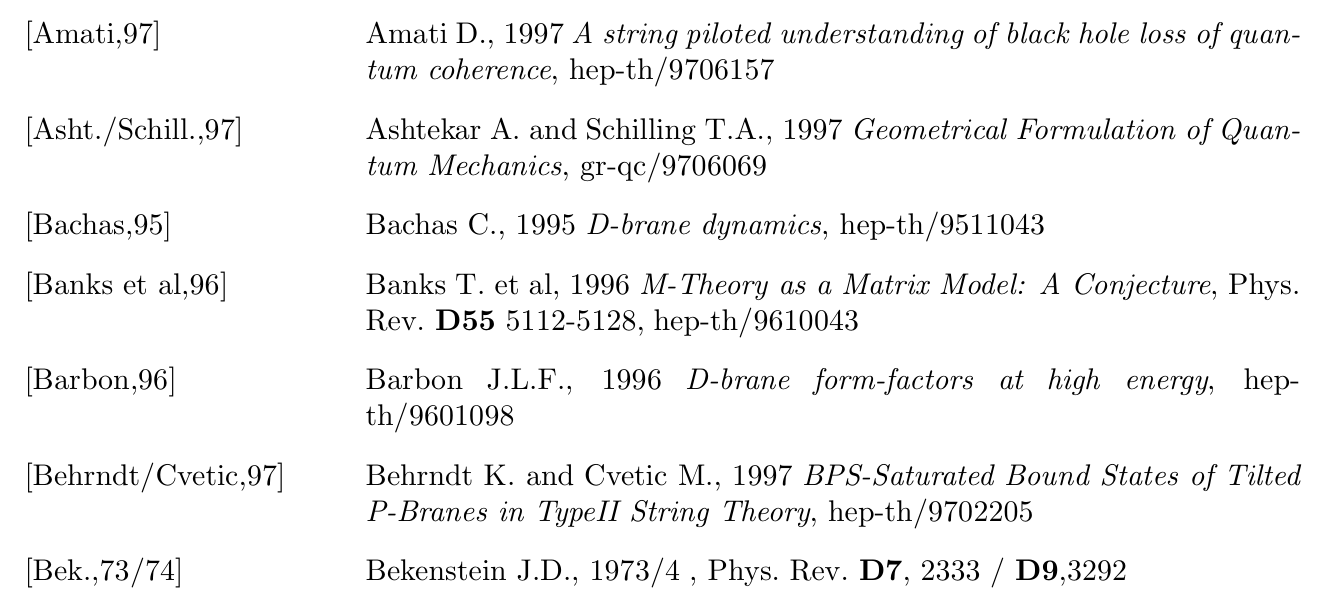 [Amati,97] Amati D., 1997 A string piloted understanding of black hole loss of quan-
tum coherence, hep-th/9706157
[Asht./Schill.,97] Ashtekar A. and Schilling T.A., 1997 Geometrical Formulation of Quan-
tum Mechanics, gr-qc/9706069
[Bachas,95] Bachas C., 1995 D-brane dynamics, hep-th/9511043
[Banks et al,96] Banks T. et al, 1996 M-Theory as a Matrix Model: A Conjecture, Phys.
Rev. D55 5112-5128, hep-th/9610043
[Barbon,96] Barbon J.L.F., 1996 D-brane form-factors at high energy, hep-
th/9601098
[Behrndt/Cvetic,97] Behrndt K. and Cvetic M., 1997 BPS-Saturated Bound States of Tilted
P-Branes in TypeII String Theory, hep-th/9702205
[Bek.,73/74] Bekenstein J.D., 1973/4 , Phys. Rev. D7, 2333 / D9,3292